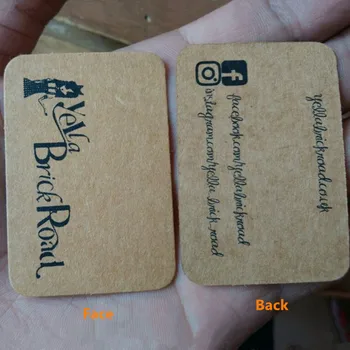 Yella
Brick Road
Face
yellabrickroad.co.uk
facebook.com/yellabrickroad
instagram.com/yella_brick_road
Back